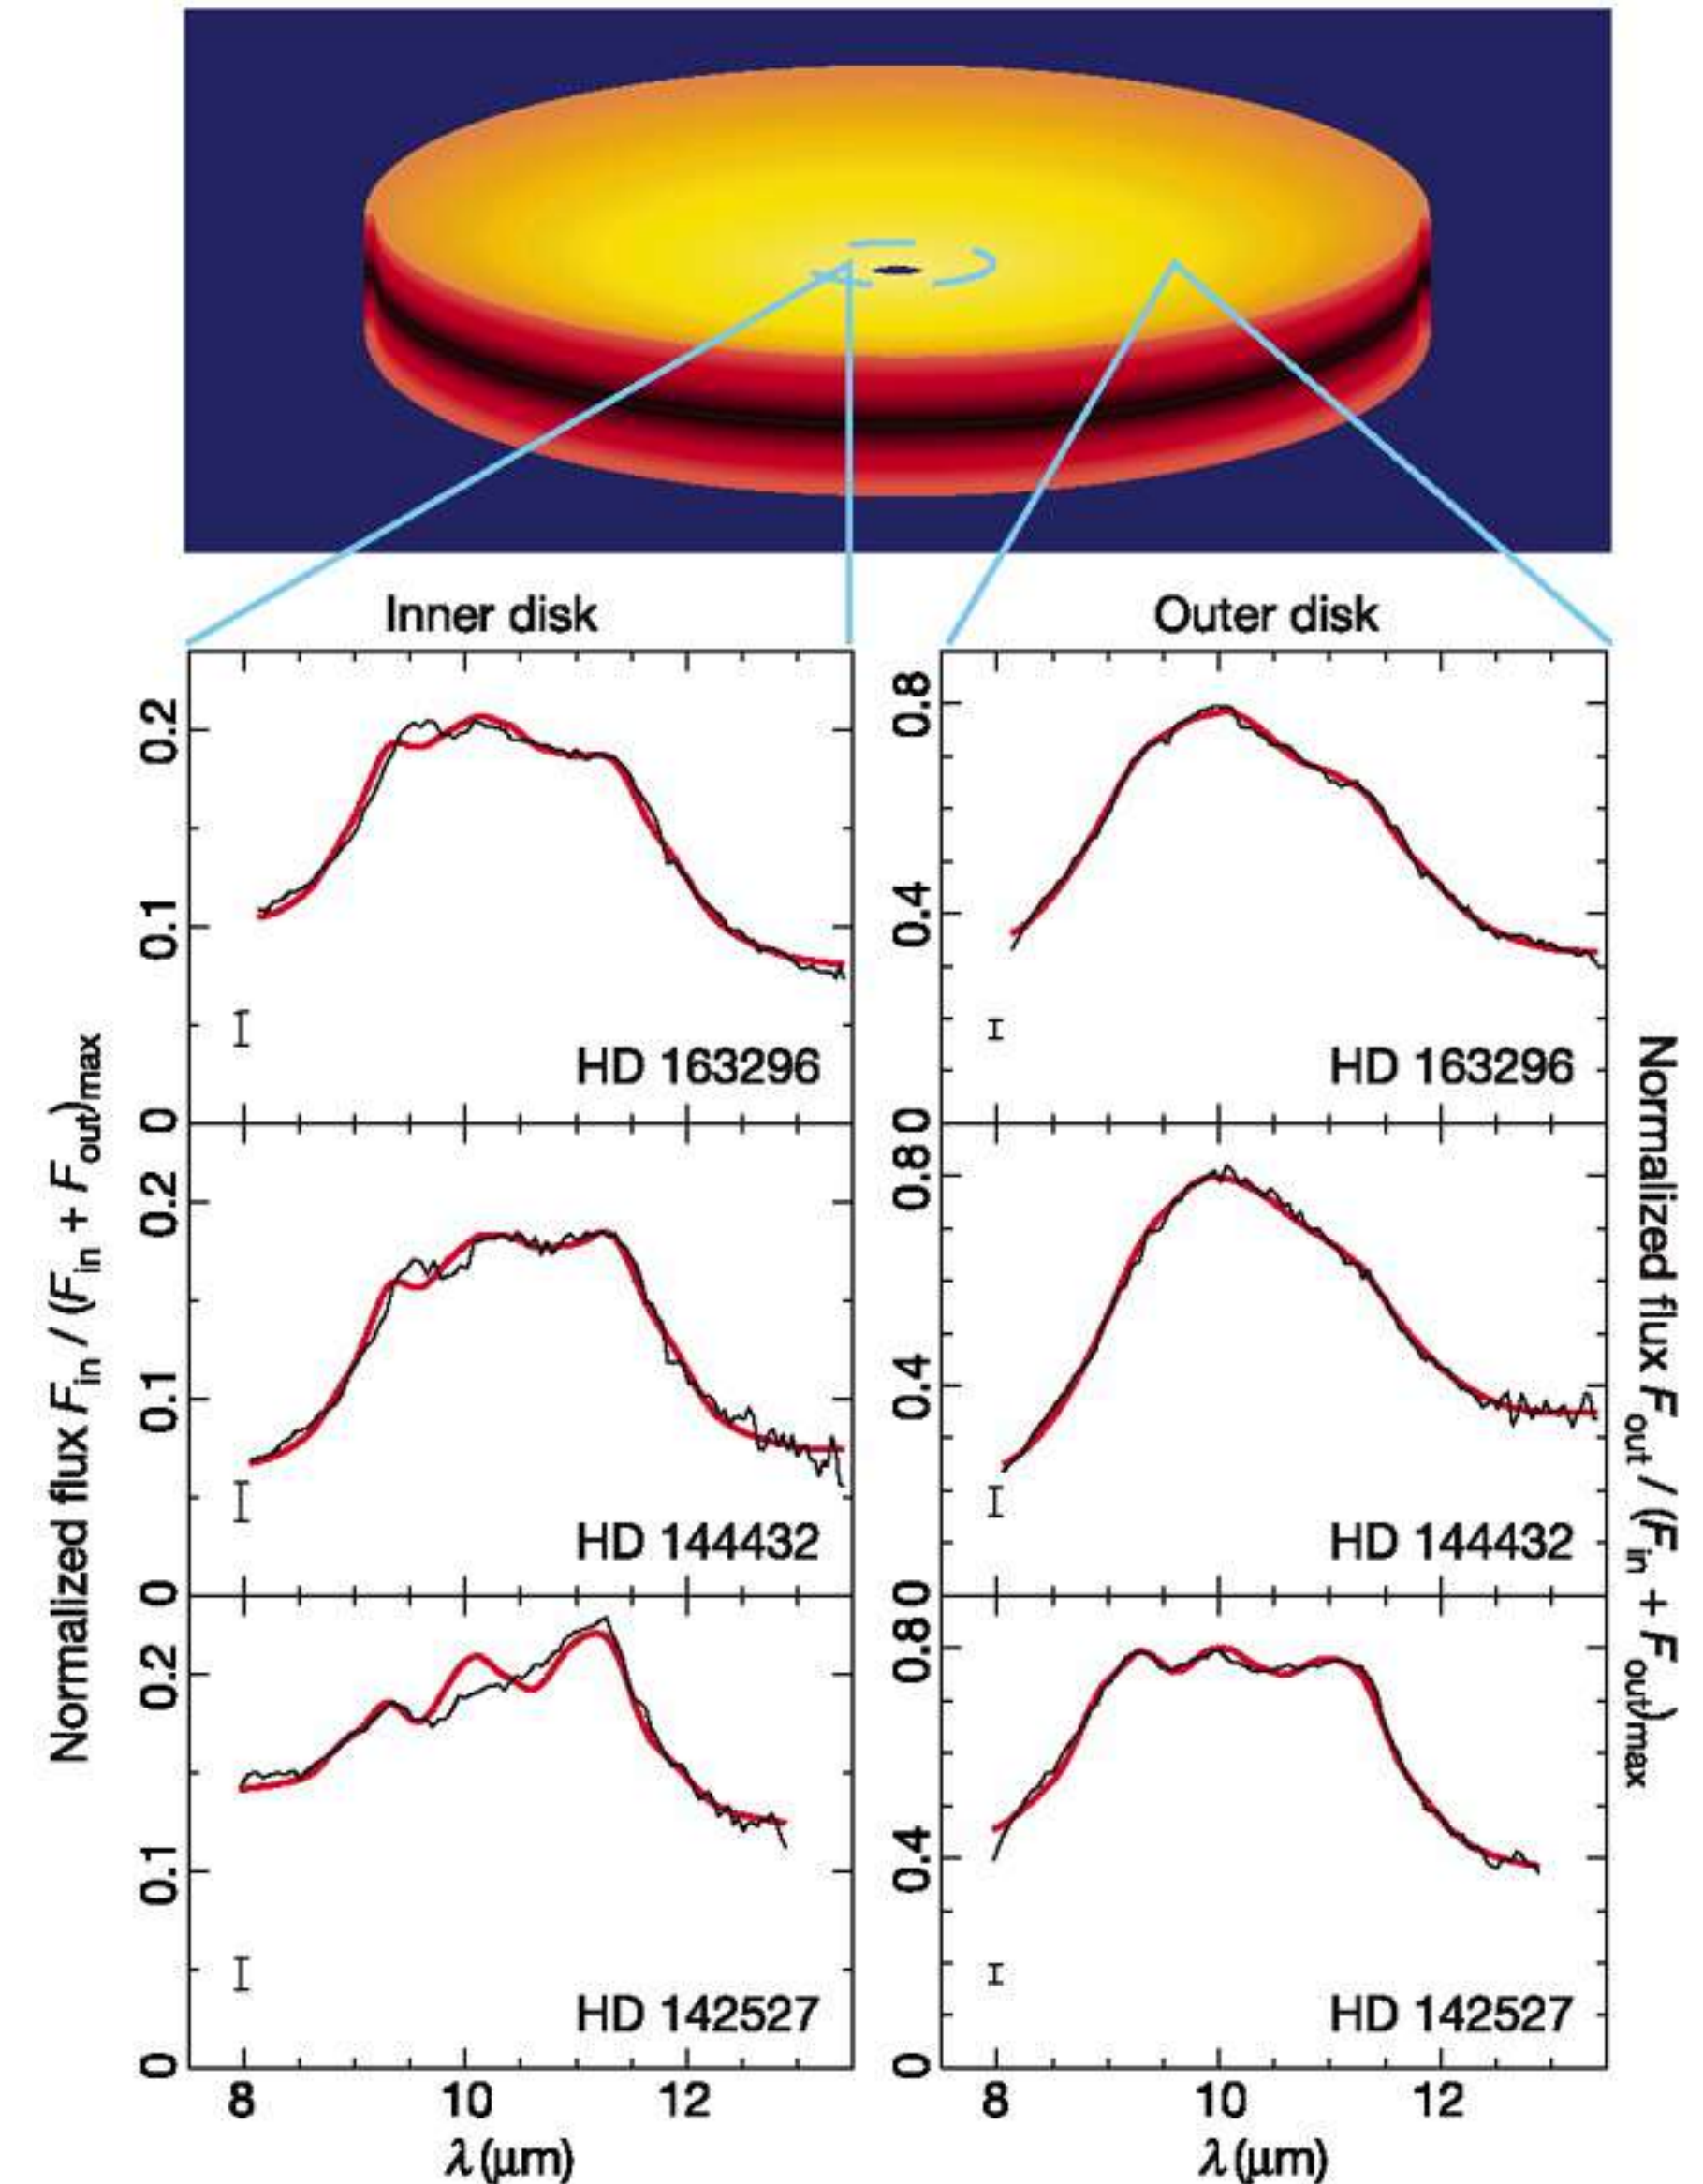 Inner disk
Outer disk
Normalized flux F_in / (F_in + F_out)_max
0.2
0.1
0
HD 163296
0.8
0.4
0
HD 163296
0.2
0.1
0
HD 144432
0.8
0.4
0
HD 144432
0.2
0.1
0
HD 142527
0.8
0.4
0
HD 142527
Normalized flux F_out / (F_in + F_out)_max
8 10 12
8 10 12
λ (μm)
λ (μm)